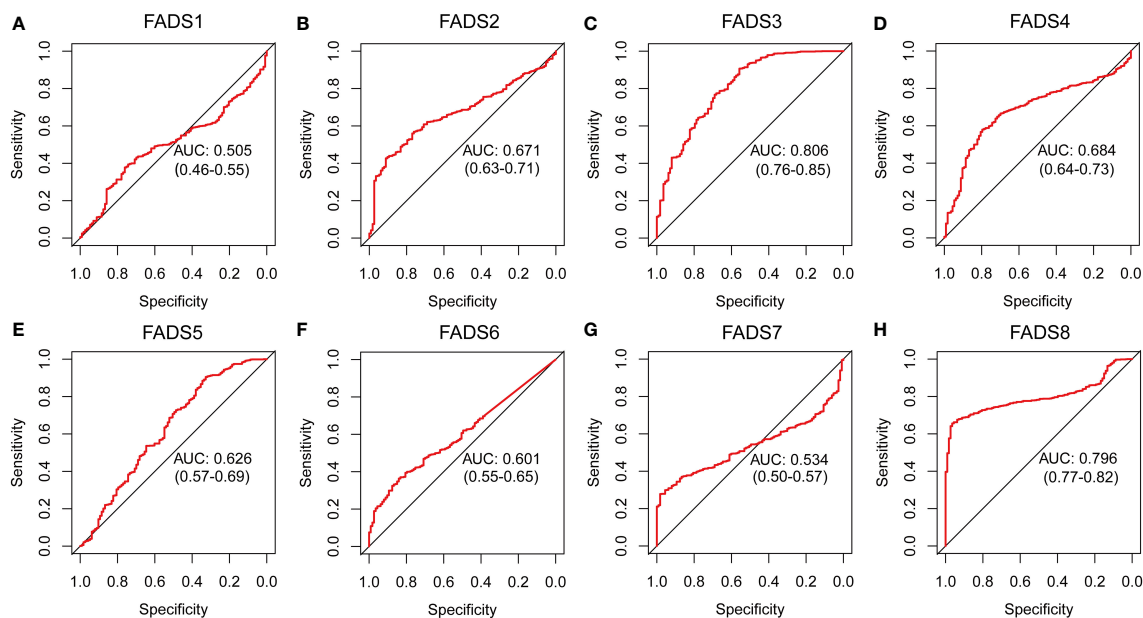 A FADS1
Sensitivity
1.0
0.8
0.6
0.4
0.2
0.0
AUC: 0.505
(0.46-0.55)
1.0 0.8 0.6 0.4 0.2 0.0
Specificity
B FADS2
Sensitivity
1.0
0.8
0.6
0.4
0.2
0.0
AUC: 0.671
(0.63-0.71)
1.0 0.8 0.6 0.4 0.2 0.0
Specificity
C FADS3
Sensitivity
1.0
0.8
0.6
0.4
0.2
0.0
AUC: 0.806
(0.76-0.85)
1.0 0.8 0.6 0.4 0.2 0.0
Specificity
D FADS4
Sensitivity
1.0
0.8
0.6
0.4
0.2
0.0
AUC: 0.684
(0.64-0.73)
1.0 0.8 0.6 0.4 0.2 0.0
Specificity
E FADS5
Sensitivity
1.0
0.8
0.6
0.4
0.2
0.0
AUC: 0.626
(0.57-0.69)
1.0 0.8 0.6 0.4 0.2 0.0
Specificity
F FADS6
Sensitivity
1.0
0.8
0.6
0.4
0.2
0.0
AUC: 0.601
(0.55-0.65)
1.0 0.8 0.6 0.4 0.2 0.0
Specificity
G FADS7
Sensitivity
1.0
0.8
0.6
0.4
0.2
0.0
AUC: 0.534
(0.50-0.57)
1.0 0.8 0.6 0.4 0.2 0.0
Specificity
H FADS8
Sensitivity
1.0
0.8
0.6
0.4
0.2
0.0
AUC: 0.796
(0.77-0.82)
1.0 0.8 0.6 0.4 0.2 0.0
Specificity